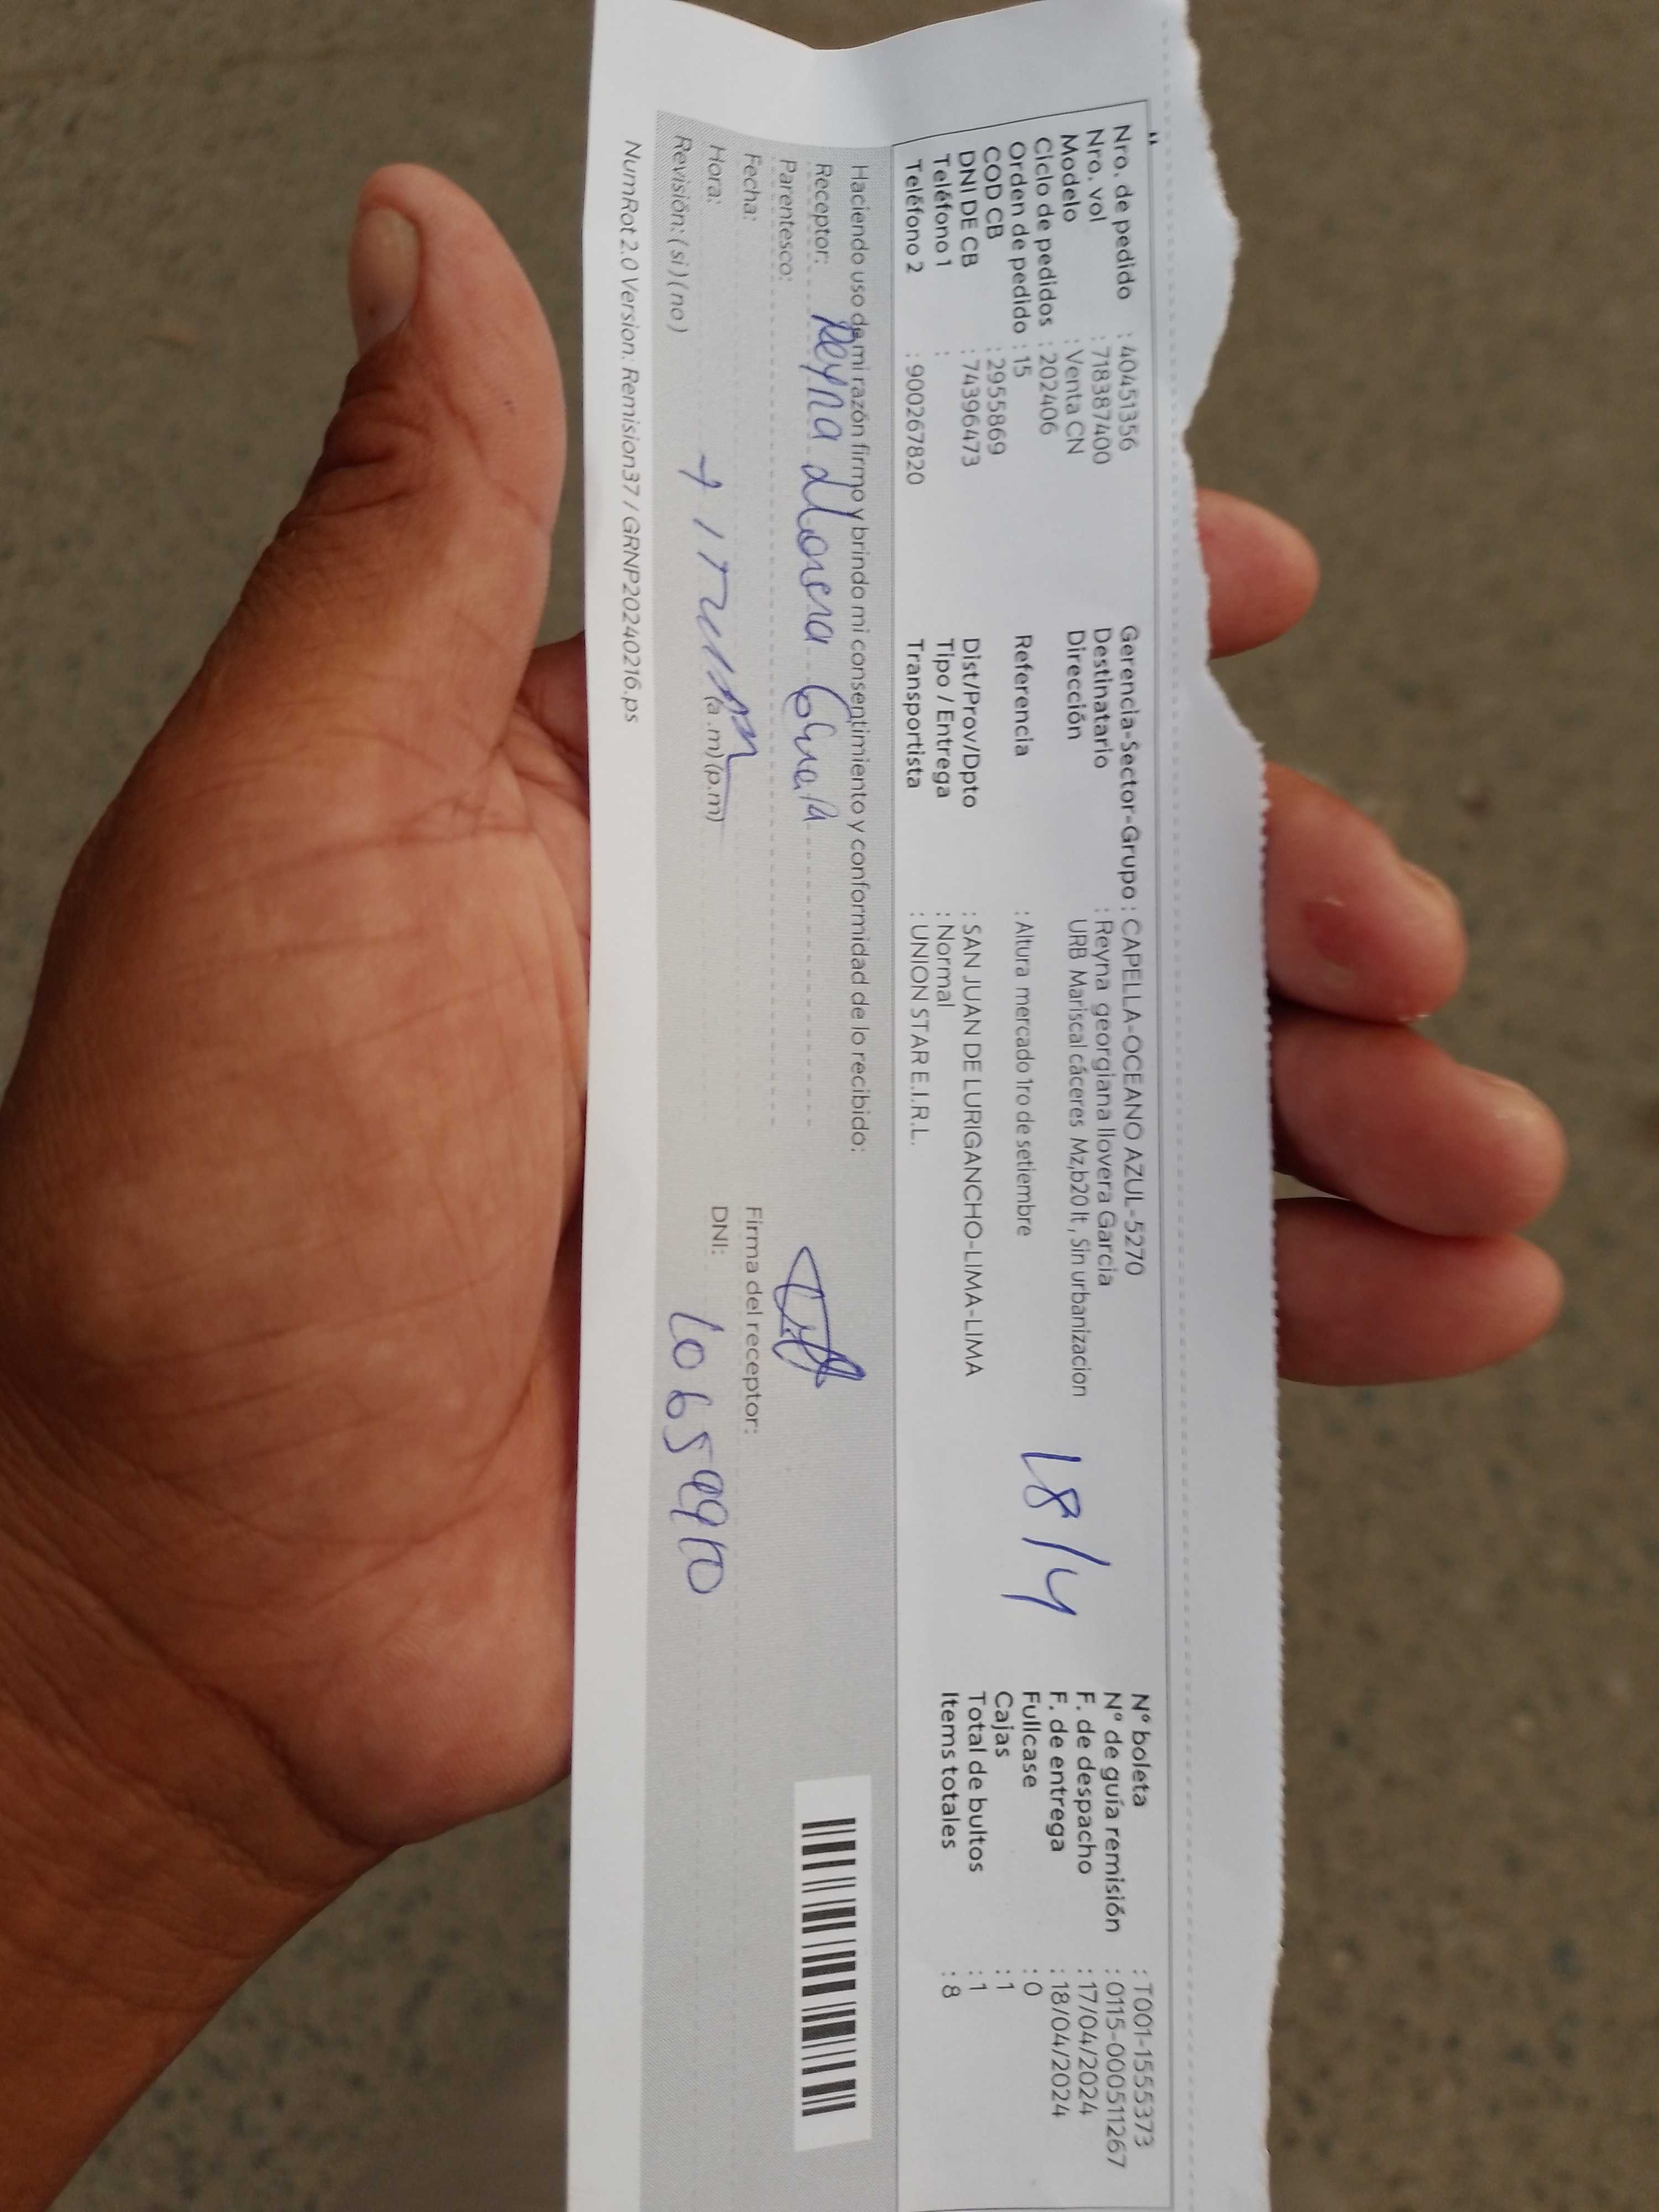 Nro. de pedido : 40451356
Nro. vol : 718387400
Modelo : Venta CN
Ciclo de pedidos : 202406
Orden de pedido : 15
COD CB : 2955869
DNI DE CB : 74396473
Teléfono 1 :
Teléfono 2 : 900267820
Gerencia-Sector-Grupo : CAPELLA-OCEANO AZUL-5270
Destinatario : Reyna georgiana llovera Garcia
Dirección URB Mariscal cáceres Mz,b20 lt , Sin urbanizacion
Referencia : Altura mercado 1ro de setiembre
Dist/Prov/Dpto : SAN JUAN DE LURIGANCHO-LIMA-LIMA
Tipo / Entrega : Normal
Transportista : UNION STAR E.I.R.L.
18/4
N° boleta : T001-1555373
N° de guía remisión : 0115-000511267
F. de despacho : 17/04/2024
F. de entrega : 18/04/2024
Fullcase : 0
Cajas : 1
Total de bultos : 1
Items totales : 8
Haciendo uso de mi razón firmo y brindo mi consentimiento y conformidad de lo recibido:
Receptor: Reyna llovera
Parentesco:
Fecha:
Hora: (a .m) (p.m)
Revisión: ( si ) ( no )
Firma del receptor:
DNI: 10659910
NumRot 2.0 Version: Remision37 / GRNP20240216.ps